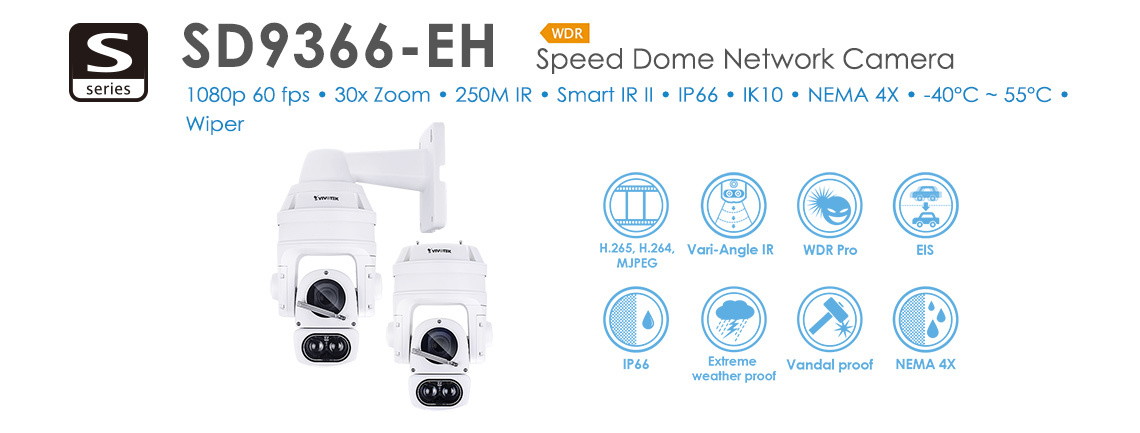 S
series
SD9366-EH
WDR
Speed Dome Network Camera
1080p 60 fps • 30x Zoom • 250M IR • Smart IR II • IP66 • IK10 • NEMA 4X • -40°C ~ 55°C •
Wiper
VIVOTEK
VIVOTEK
H.265, H.264,
MJPEG
Vari-Angle IR
WDR Pro
EIS
IP66
Extreme
weather proof
Vandal proof
NEMA 4X